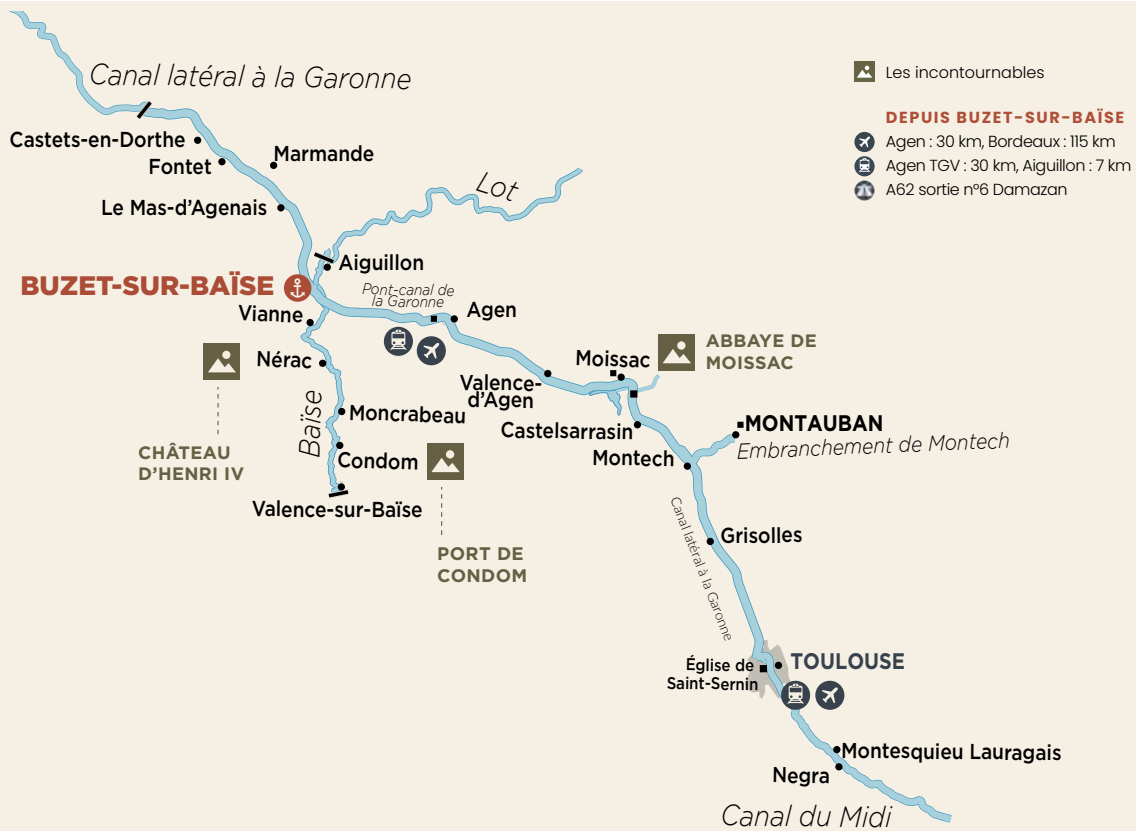 Canal latéral à la Garonne
Les incontournables
DEPUIS BUZET-SUR-BAÏSE
Agen : 30 km, Bordeaux : 115 km
Agen TGV : 30 km, Aiguillon : 7 km
A62 sortie n°6 Damazan
Castets-en-Dorthe
Fontet
Marmande
Le Mas-d'Agenais
Lot
Aiguillon
BUZET-SUR-BAÏSE
Pont-canal de
la Garonne
Vianne
Agen
Nérac
Moissac
ABBAYE DE
MOISSAC
Valence-
d'Agen
Baïse
Moncrabeau
Castelsarrasin
MONTAUBAN
Embranchement de Montech
CHÂTEAU
D'HENRI IV
Condom
Montech
Valence-sur-Baïse
Canal latéral à la Garonne
Grisolles
PORT DE
CONDOM
Église de
Saint-Sernin
TOULOUSE
Montesquieu Lauragais
Negra
Canal du Midi